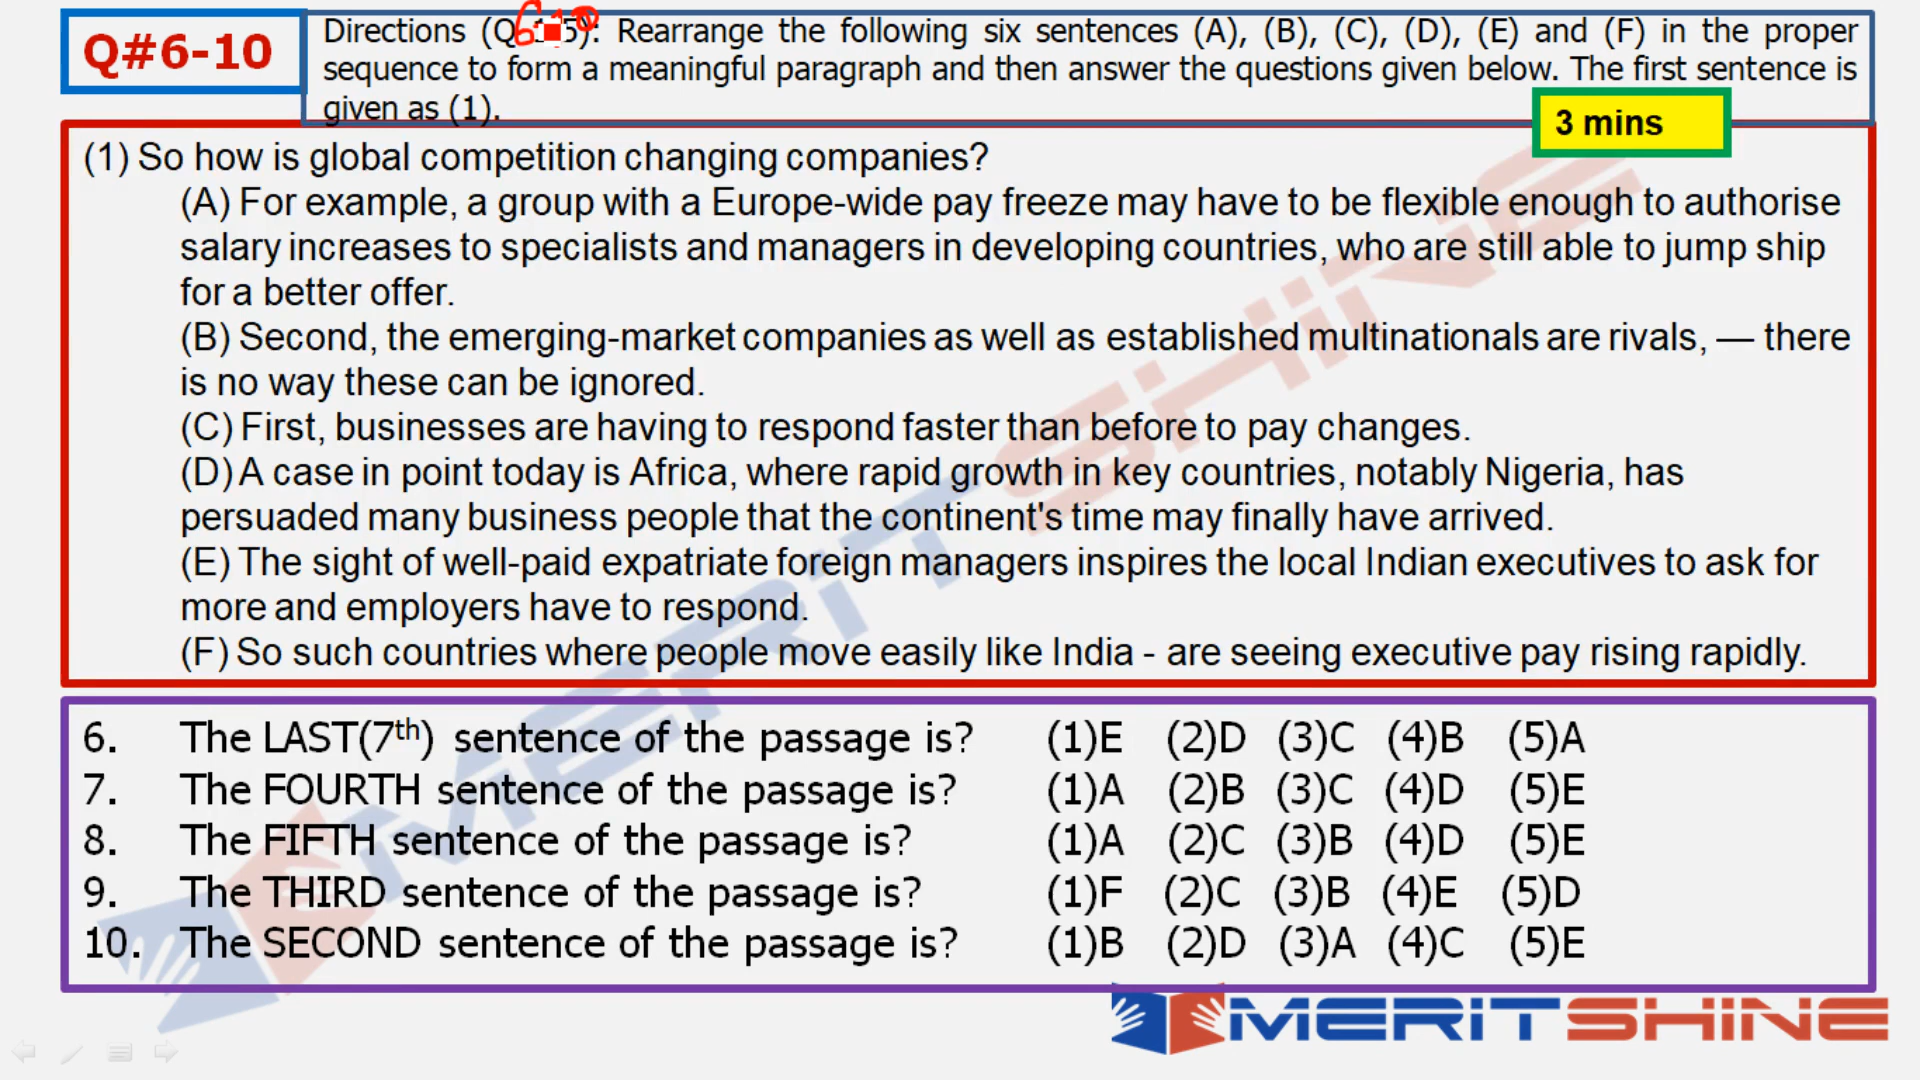 Q#6-10
Directions (Q 1-5): Rearrange the following six sentences (A), (B), (C), (D), (E) and (F) in the proper
sequence to form a meaningful paragraph and then answer the questions given below. The first sentence is
given as (1).
3 mins
(1) So how is global competition changing companies?
(A) For example, a group with a Europe-wide pay freeze may have to be flexible enough to authorise
salary increases to specialists and managers in developing countries, who are still able to jump ship
for a better offer.
(B) Second, the emerging-market companies as well as established multinationals are rivals, — there
is no way these can be ignored.
(C) First, businesses are having to respond faster than before to pay changes.
(D) A case in point today is Africa, where rapid growth in key countries, notably Nigeria, has
persuaded many business people that the continent's time may finally have arrived.
(E) The sight of well-paid expatriate foreign managers inspires the local Indian executives to ask for
more and employers have to respond.
(F) So such countries where people move easily like India - are seeing executive pay rising rapidly.
6. The LAST(7th) sentence of the passage is? (1)E (2)D (3)C (4)B (5)A
7. The FOURTH sentence of the passage is? (1)A (2)B (3)C (4)D (5)E
8. The FIFTH sentence of the passage is? (1)A (2)C (3)B (4)D (5)E
9. The THIRD sentence of the passage is? (1)F (2)C (3)B (4)E (5)D
10. The SECOND sentence of the passage is? (1)B (2)D (3)A (4)C (5)E
MERiTSHiNE